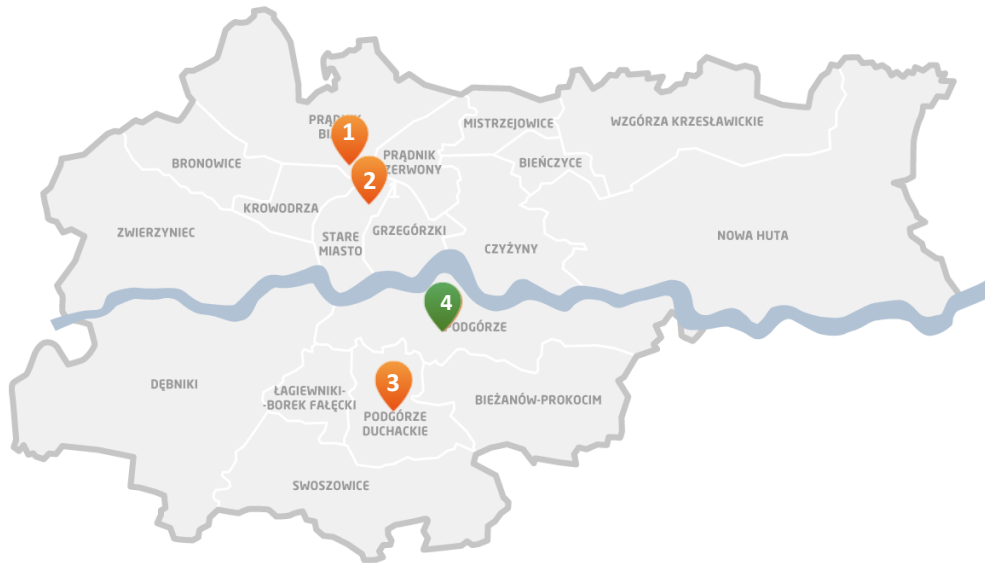 1
PRĄDNIK
MISTRZEJOWICE
WZGÓRZA KRZESŁAWICKIE
BRONOWICE
PRĄDNIK
CZERWONY
BIEŃCZYCE
2
KROWODRZA
ZWIERZYNIEC
STARE
MIASTO
GRZEGÓRZKI
CZYŻYNY
NOWA HUTA
4
PODGÓRZE
DĘBNIKI
3
ŁAGIEWNIKI-
-BOREK FAŁĘCKI
PODGÓRZE
DUCHACKIE
BIEŻANÓW-PROKOCIM
SWOSZOWICE